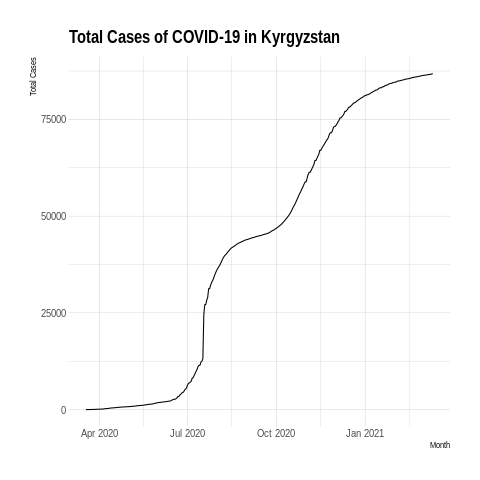 Total Cases of COVID-19 in Kyrgyzstan
Total Cases
75000
50000
25000
0
Apr 2020
Jul 2020
Oct 2020
Jan 2021
Month